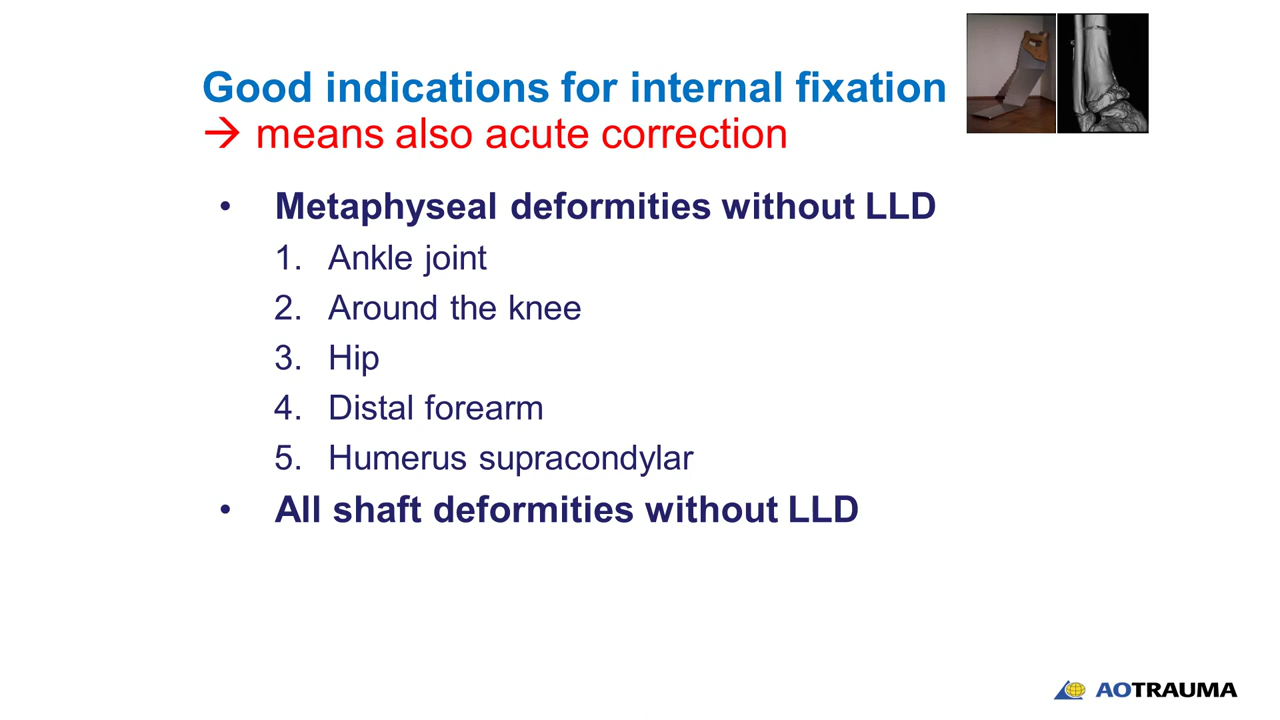 Good indications for internal fixation
→ means also acute correction
• Metaphyseal deformities without LLD
1. Ankle joint
2. Around the knee
3. Hip
4. Distal forearm
5. Humerus supracondylar
• All shaft deformities without LLD
AOTRAUMA